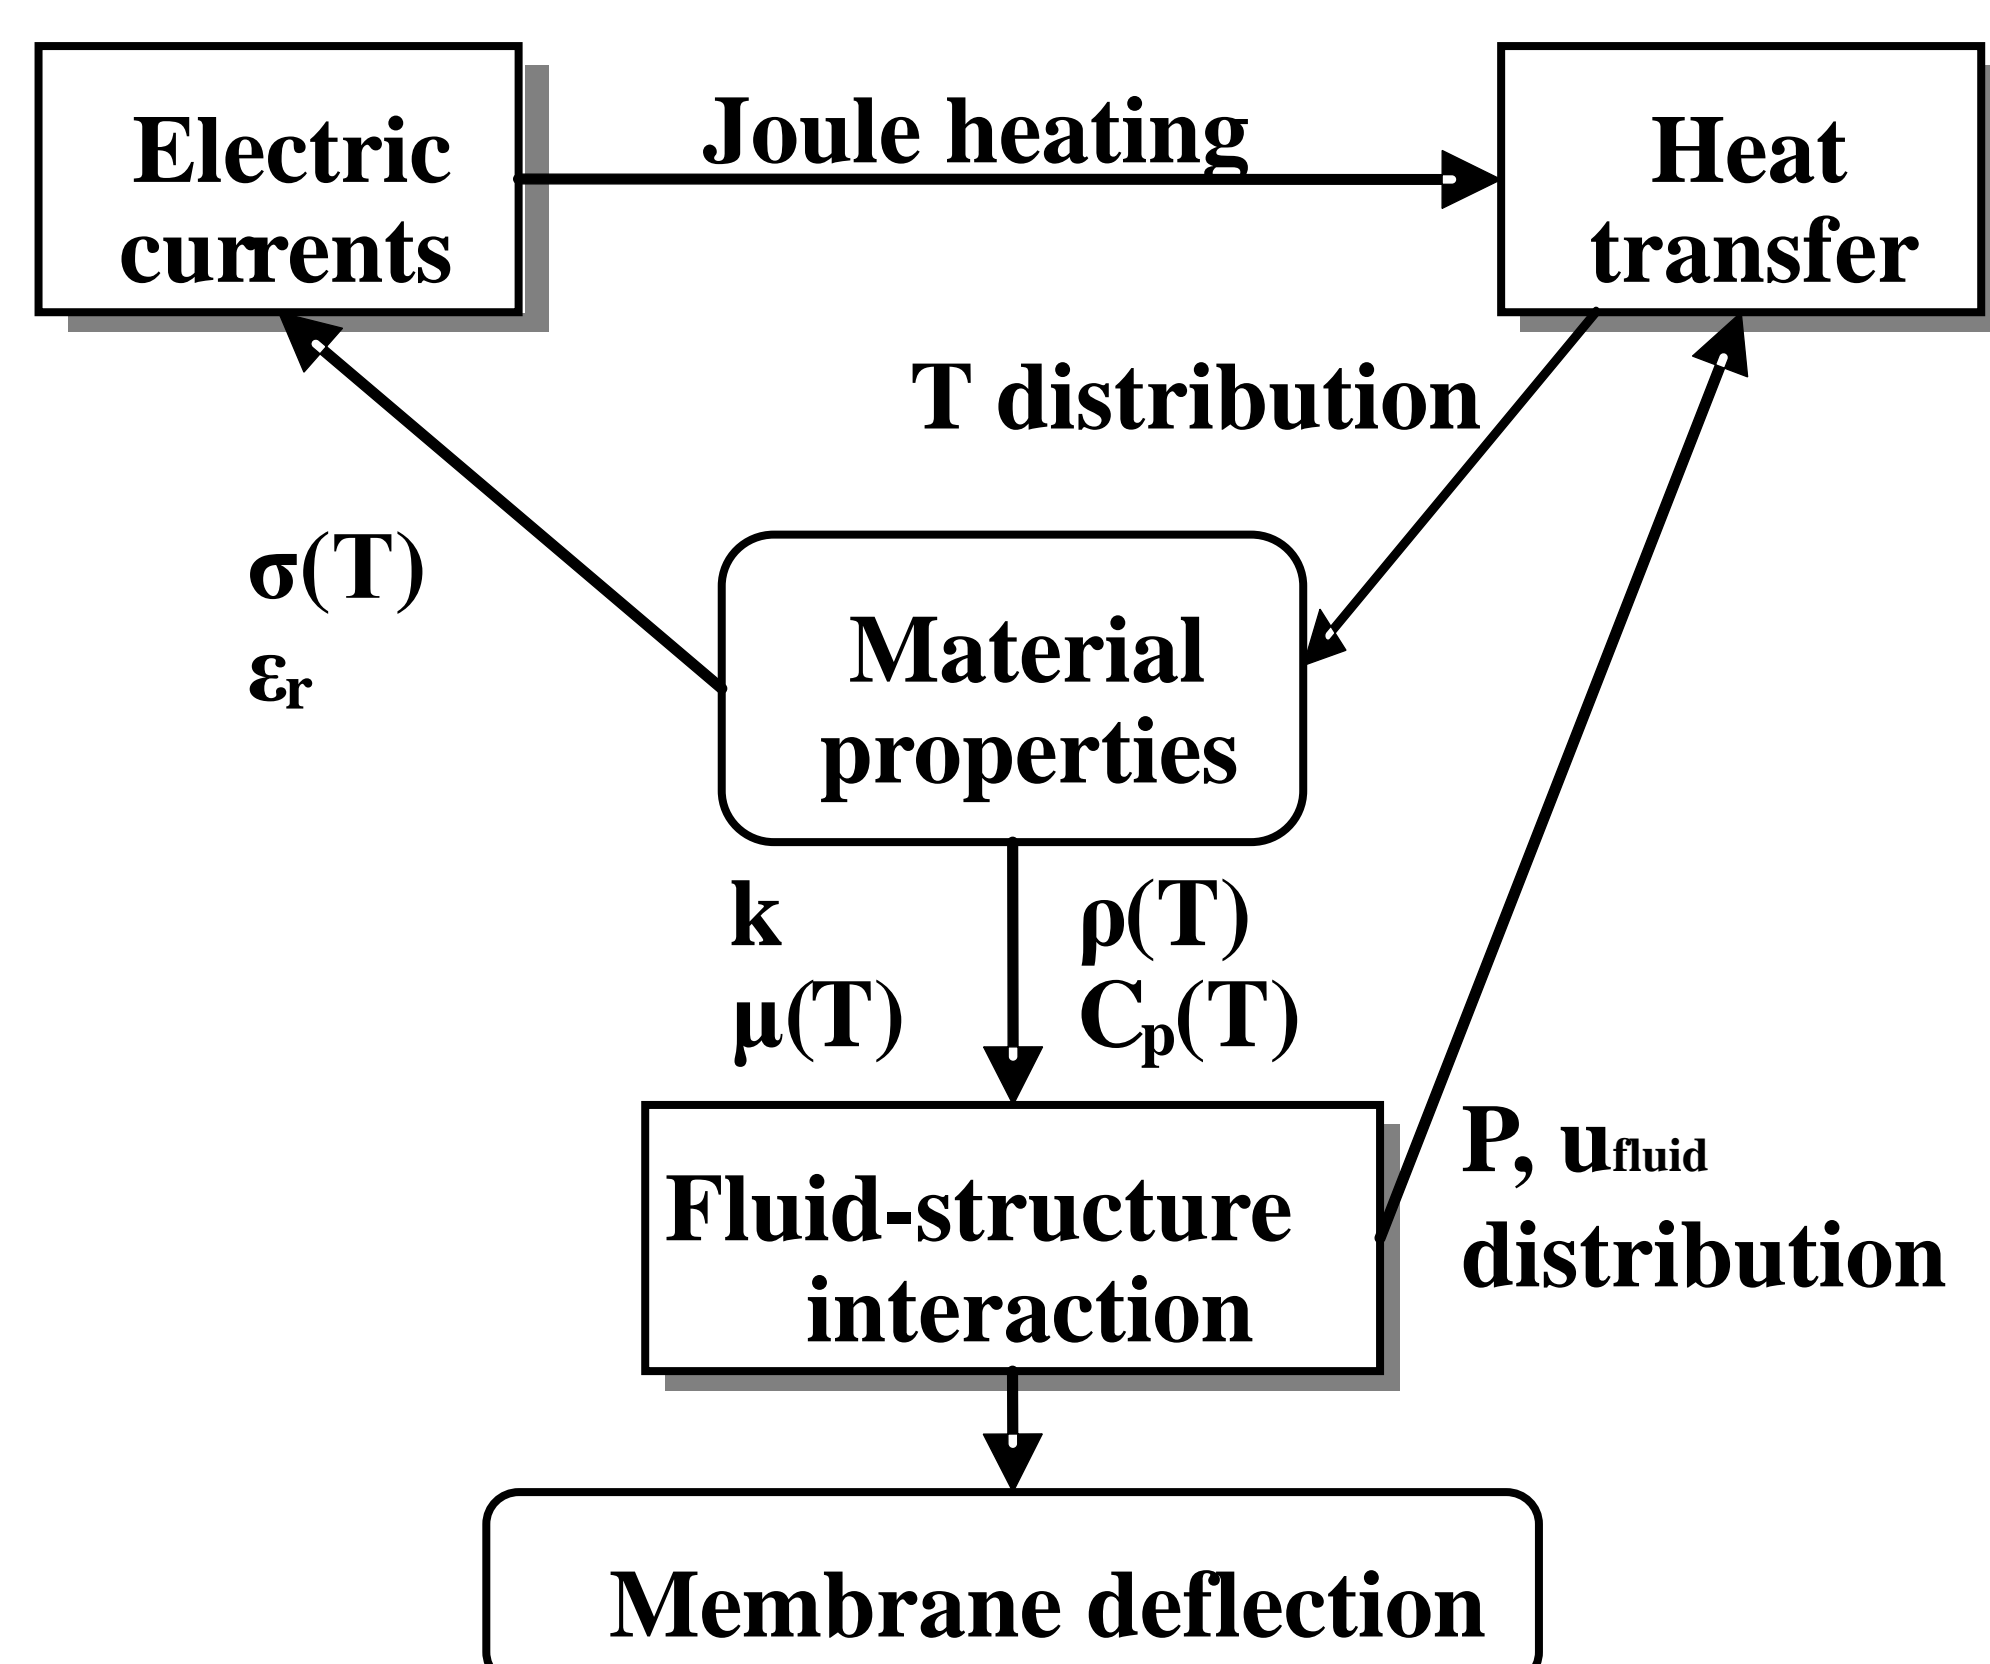 Electric
currents
Joule heating
Heat
transfer
T distribution
σ(T)
εr
Material
properties
k
μ(T)
ρ(T)
Cp(T)
Fluid-structure
interaction
P, ufluid
distribution
Membrane deflection